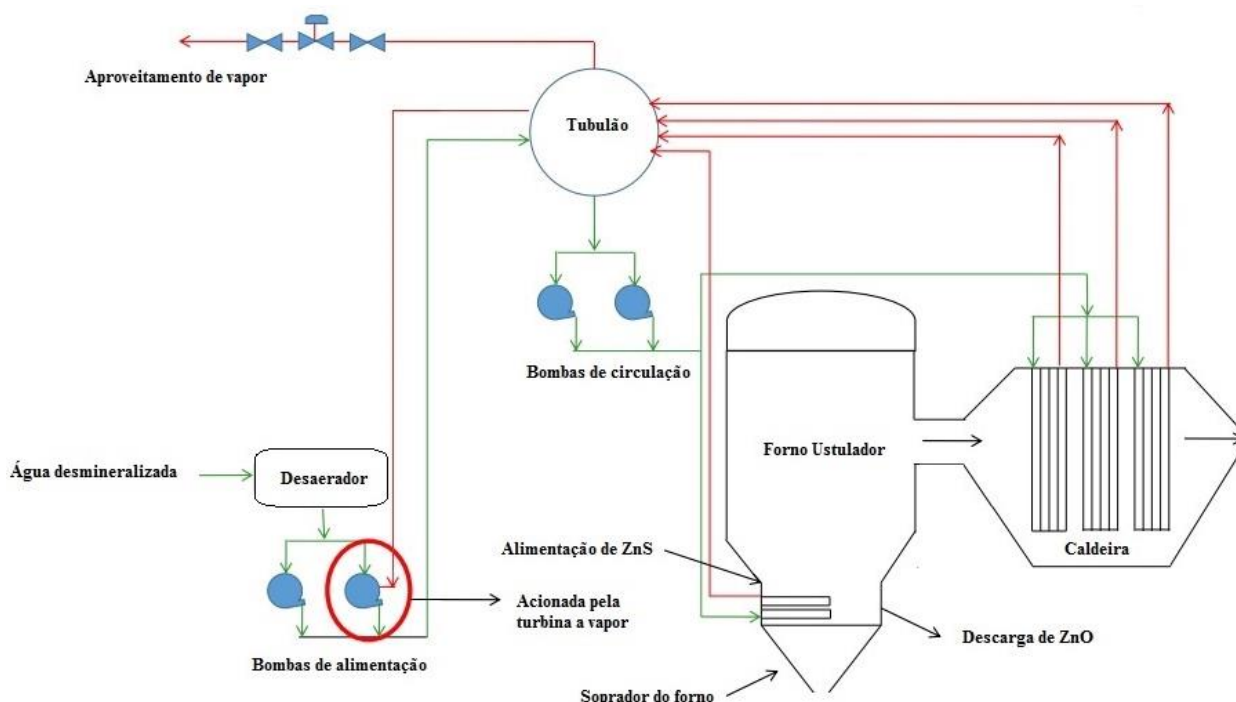 Aproveitamento de vapor
Tubulão
Bombas de circulação
Forno Ustulador
Água desmineralizada
Desaerador
Alimentação de ZnS
Caldeira
Acionada pela
turbina a vapor
Descarga de ZnO
Bombas de alimentação
Soprador do forno